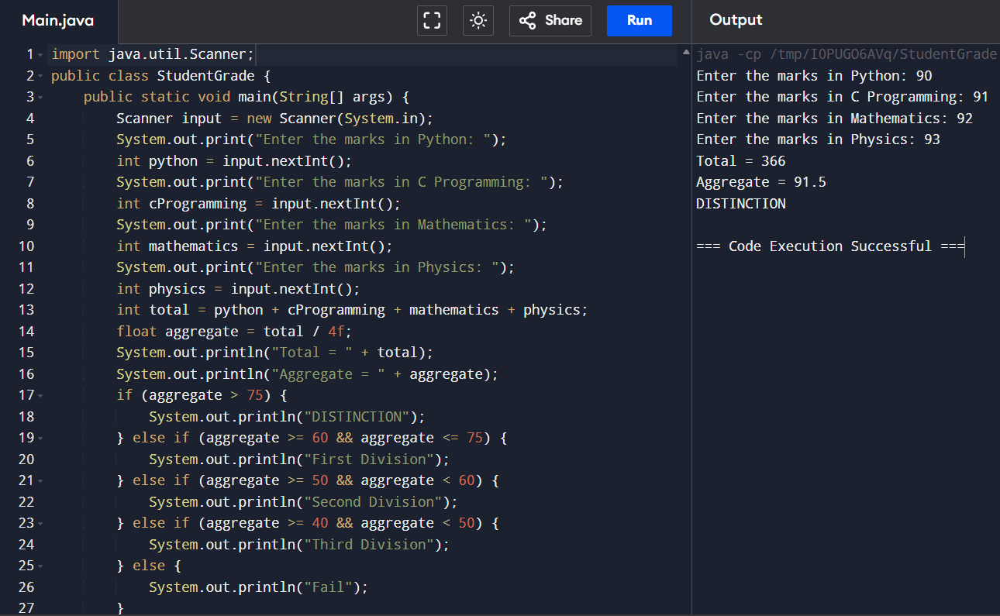 Main.java
Share
Run
Output
1 import java.util.Scanner;
2 public class StudentGrade {
3     public static void main(String[] args) {
4         Scanner input = new Scanner(System.in);
5         System.out.print("Enter the marks in Python: ");
6         int python = input.nextInt();
7         System.out.print("Enter the marks in C Programming: ");
8         int cProgramming = input.nextInt();
9         System.out.print("Enter the marks in Mathematics: ");
10         int mathematics = input.nextInt();
11         System.out.print("Enter the marks in Physics: ");
12         int physics = input.nextInt();
13         int total = python + cProgramming + mathematics + physics;
14         float aggregate = total / 4f;
15         System.out.println("Total = " + total);
16         System.out.println("Aggregate = " + aggregate);
17         if (aggregate > 75) {
18             System.out.println("DISTINCTION");
19         } else if (aggregate >= 60 && aggregate <= 75) {
20             System.out.println("First Division");
21         } else if (aggregate >= 50 && aggregate < 60) {
22             System.out.println("Second Division");
23         } else if (aggregate >= 40 && aggregate < 50) {
24             System.out.println("Third Division");
25         } else {
26             System.out.println("Fail");
27         }
java -cp /tmp/I0PUGO6AVq/StudentGrade
Enter the marks in Python: 90
Enter the marks in C Programming: 91
Enter the marks in Mathematics: 92
Enter the marks in Physics: 93
Total = 366
Aggregate = 91.5
DISTINCTION
=== Code Execution Successful ===